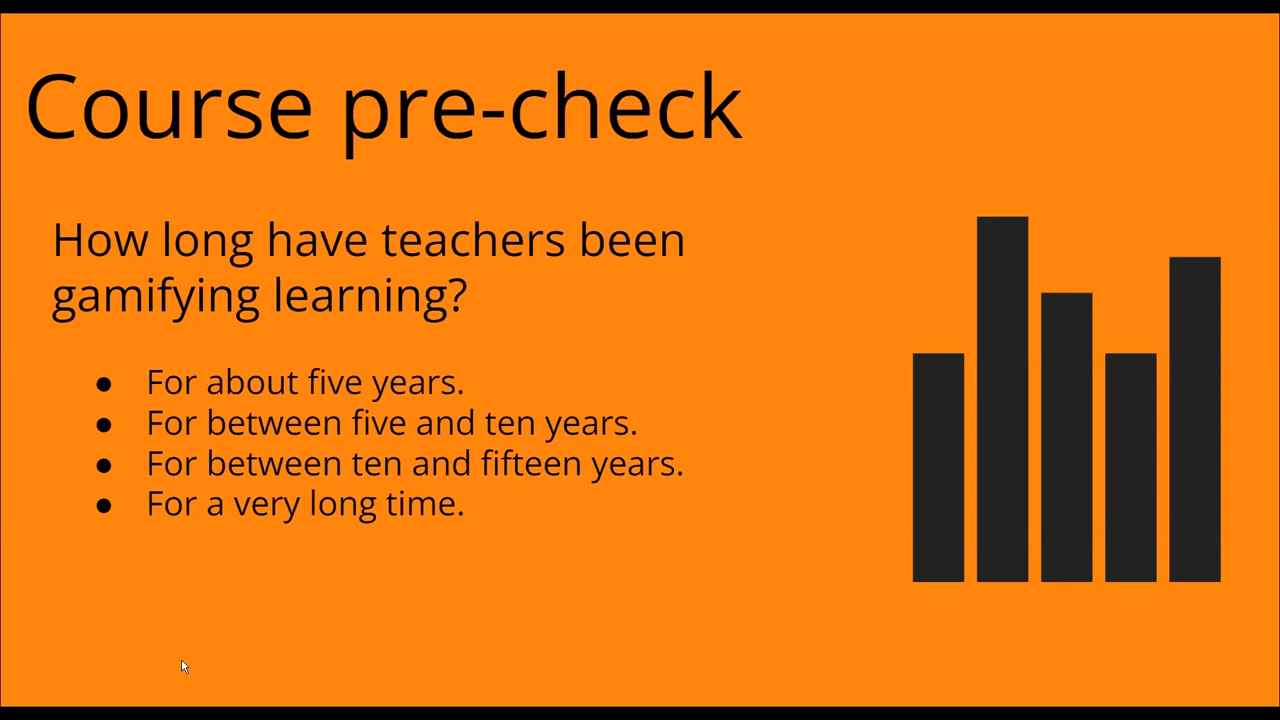 Course pre-check
How long have teachers been
gamifying learning?
● For about five years.
● For between five and ten years.
● For between ten and fifteen years.
● For a very long time.